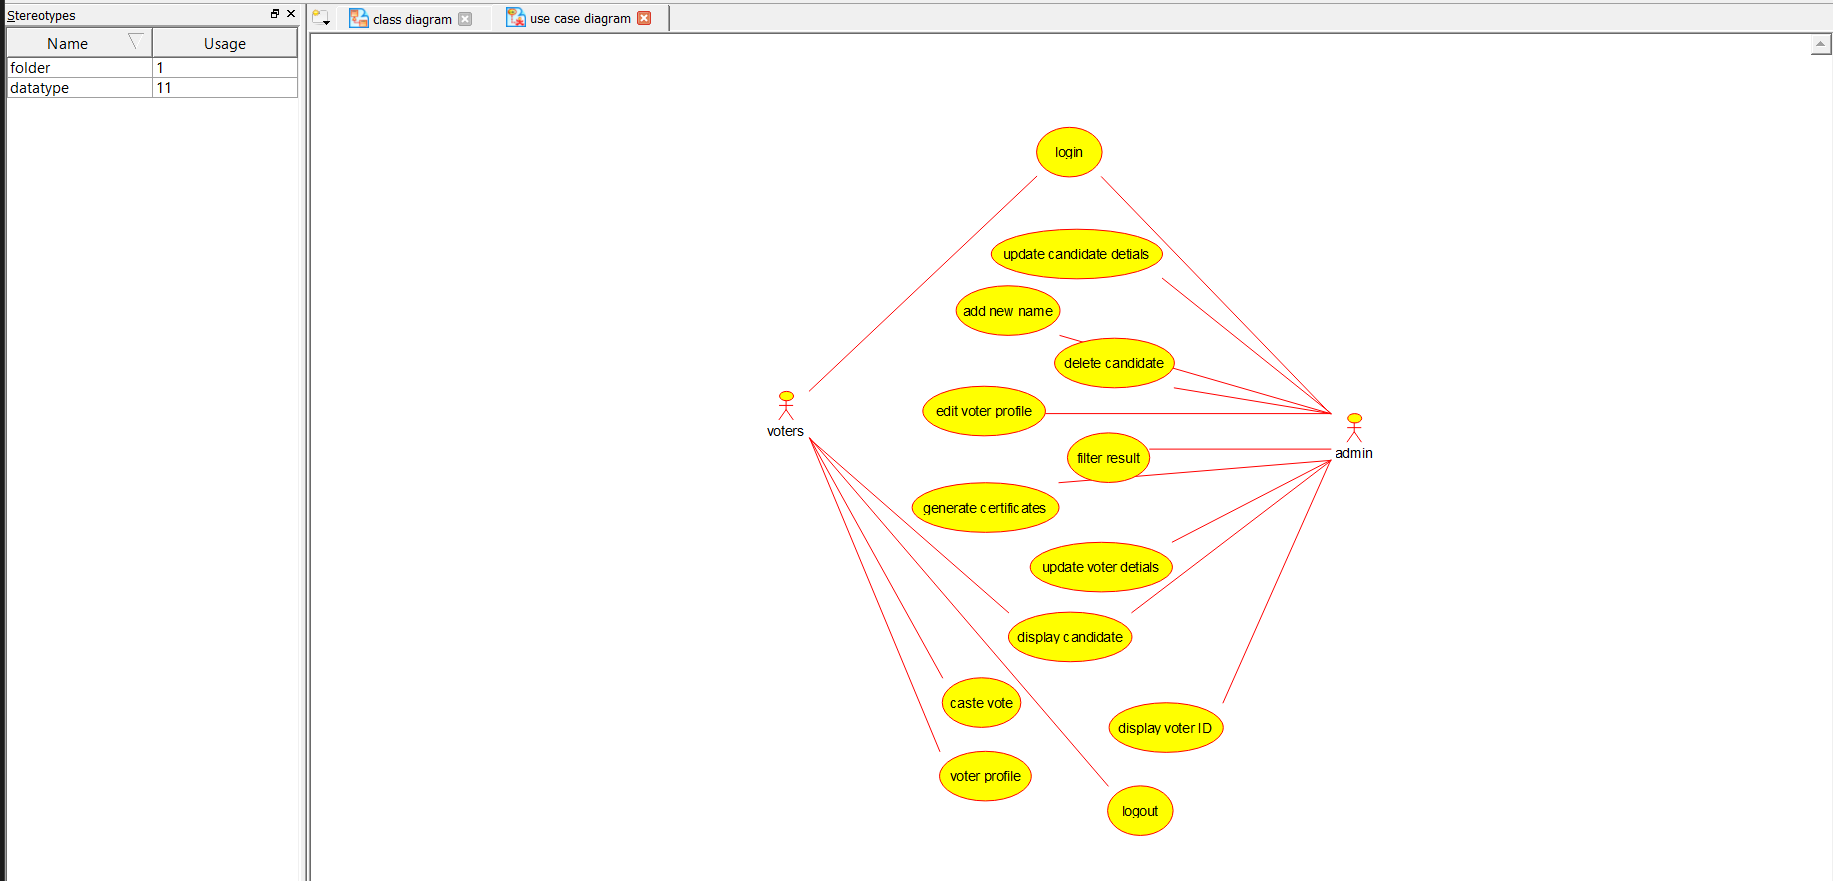 Stereotypes
Name Usage
folder 1
datatype 11
class diagram
use case diagram
login
update candidate detials
add new name
delete candidate
edit voter profile
voters
admin
filter result
generate certificates
update voter detials
display candidate
caste vote
display voter ID
voter profile
logout